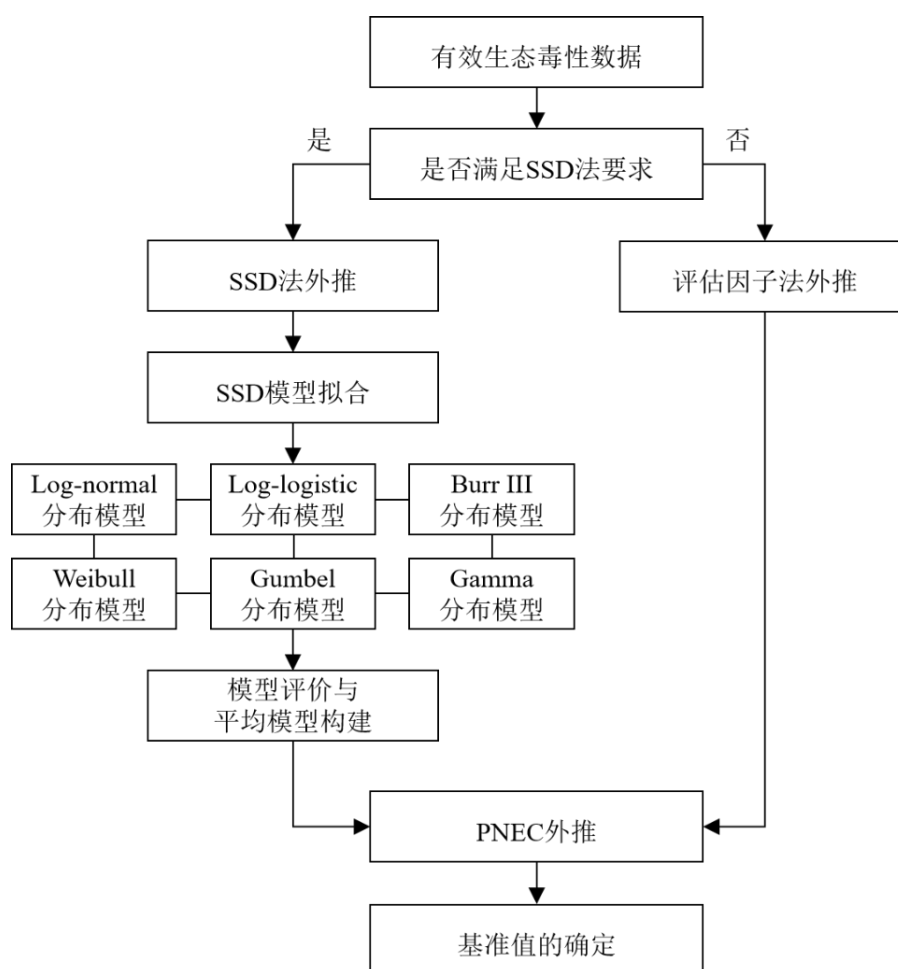 有效生态毒性数据
是
否
是否满足SSD法要求
SSD法外推
评估因子法外推
SSD模型拟合
Log-normal
分布模型
Log-logistic
分布模型
Burr III
分布模型
Weibull
分布模型
Gumbel
分布模型
Gamma
分布模型
模型评价与
平均模型构建
PNEC外推
基准值的确定